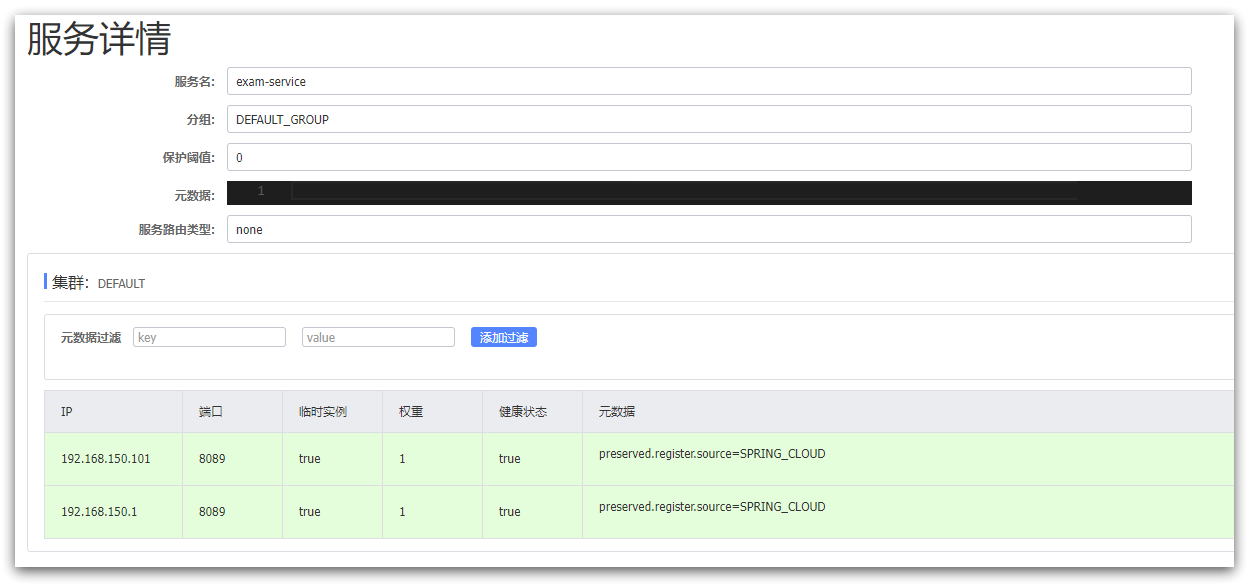 服务详情
服务名: exam-service
分组: DEFAULT_GROUP
保护阈值: 0
元数据: 1
服务路由类型: none
集群: DEFAULT
元数据过滤 key value 添加过滤
IP 端口 临时实例 权重 健康状态 元数据
192.168.150.101 8089 true 1 true preserved.register.source=SPRING_CLOUD
192.168.150.1 8089 true 1 true preserved.register.source=SPRING_CLOUD